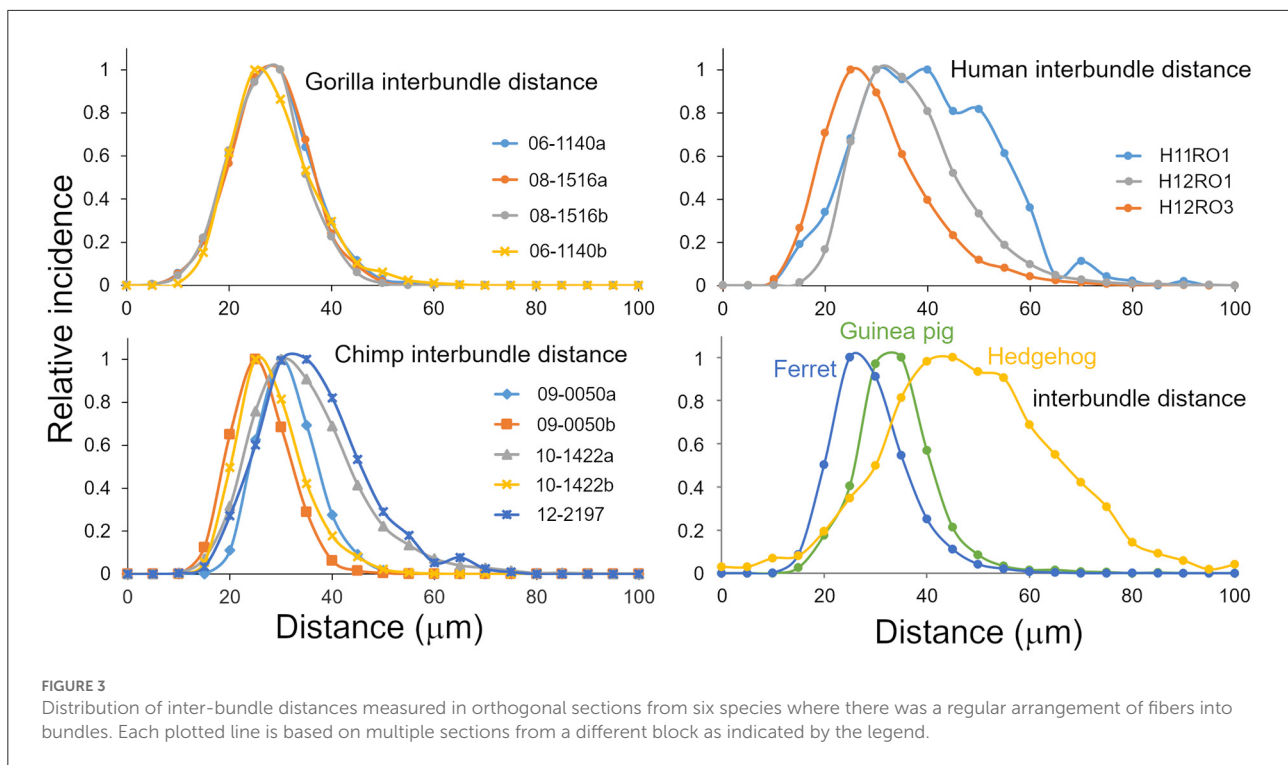 Relative incidence
Gorilla interbundle distance
1
0.8
0.6
0.4
0.2
0
0 20 40 60 80 100
06-1140a
08-1516a
08-1516b
06-1140b
Human interbundle distance
1
0.8
0.6
0.4
0.2
0
0 20 40 60 80 100
H11RO1
H12RO1
H12RO3
Chimp interbundle distance
1
0.8
0.6
0.4
0.2
0
0 20 40 60 80 100
09-0050a
09-0050b
10-1422a
10-1422b
12-2197
Distance (μm)
Guinea pig
Ferret
Hedgehog
interbundle distance
1
0.8
0.6
0.4
0.2
0
0 20 40 60 80 100
Distance (μm)
FIGURE 3
Distribution of inter-bundle distances measured in orthogonal sections from six species where there was a regular arrangement of fibers into
bundles. Each plotted line is based on multiple sections from a different block as indicated by the legend.